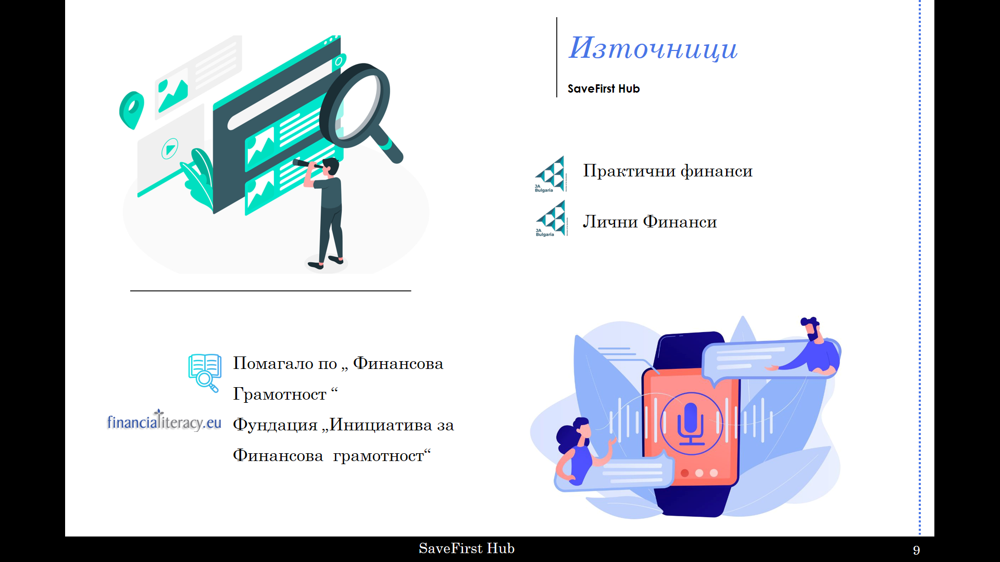 Източници
SaveFirst Hub
JA
Bulgaria
Практични финанси
JA
Bulgaria
Лични Финанси
Помагало по „ Финансова
Грамотност “
financialiteracy.eu
Фундация „Инициатива за
Финансова  грамотност“
SaveFirst Hub
9